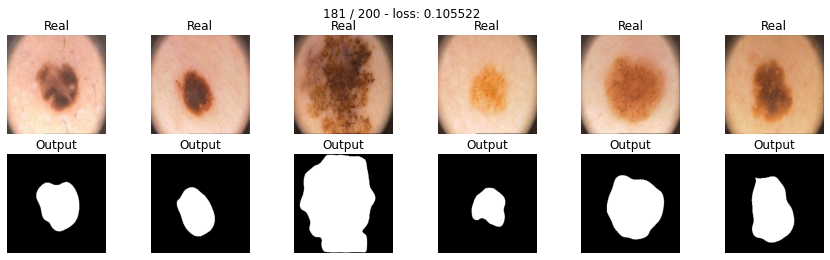 181 / 200 - loss: 0.105522
Real Real Real Real Real Real
Output Output Output Output Output Output